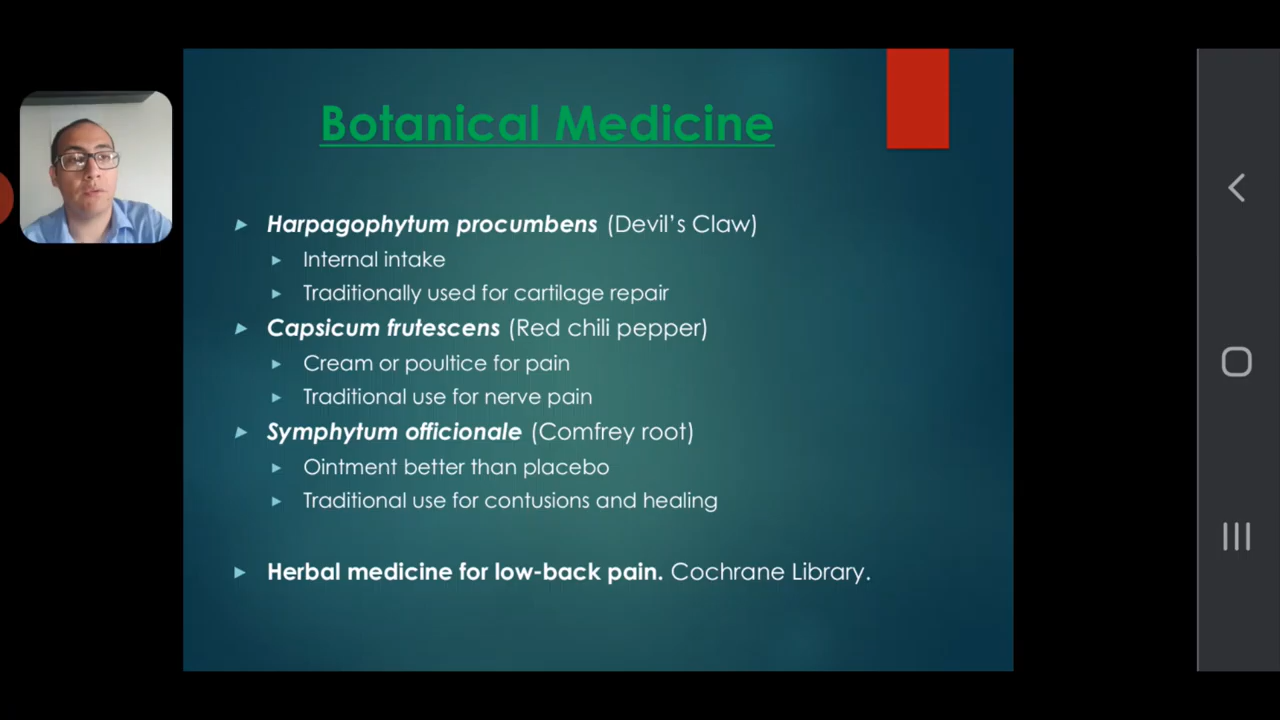 Botanical Medicine
Harpagophytum procumbens (Devil's Claw)
Internal intake
Traditionally used for cartilage repair
Capsicum frutescens (Red chili pepper)
Cream or poultice for pain
Traditional use for nerve pain
Symphytum officionale (Comfrey root)
Ointment better than placebo
Traditional use for contusions and healing
Herbal medicine for low-back pain. Cochrane Library.